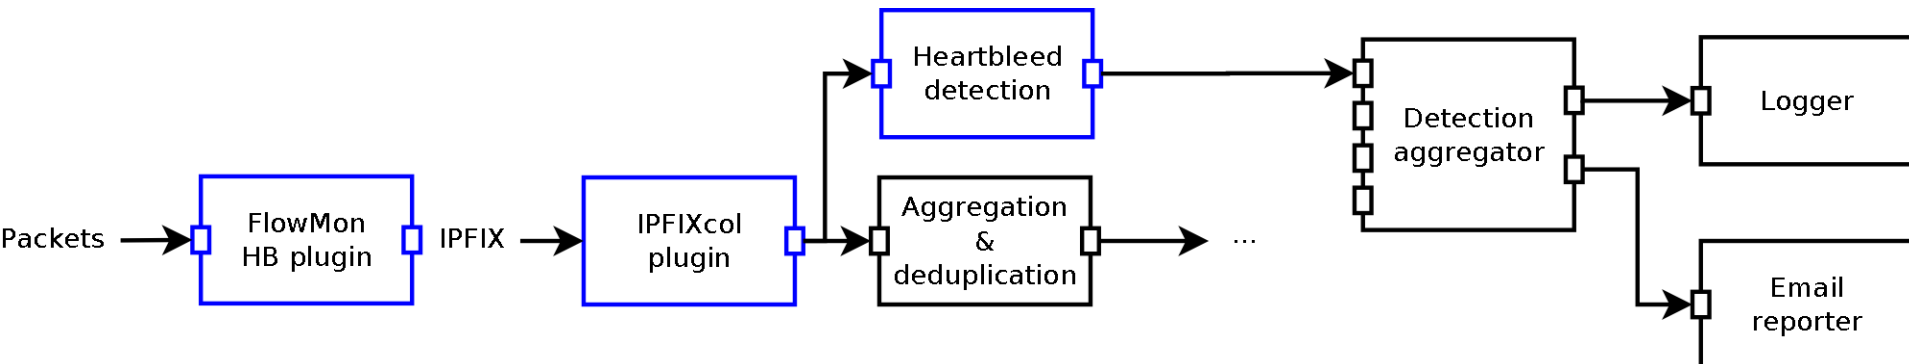 Packets
FlowMon
HB plugin
IPFIX
IPFIXcol
plugin
Heartbleed
detection
Aggregation
&
deduplication
...
Detection
aggregator
Logger
Email
reporter